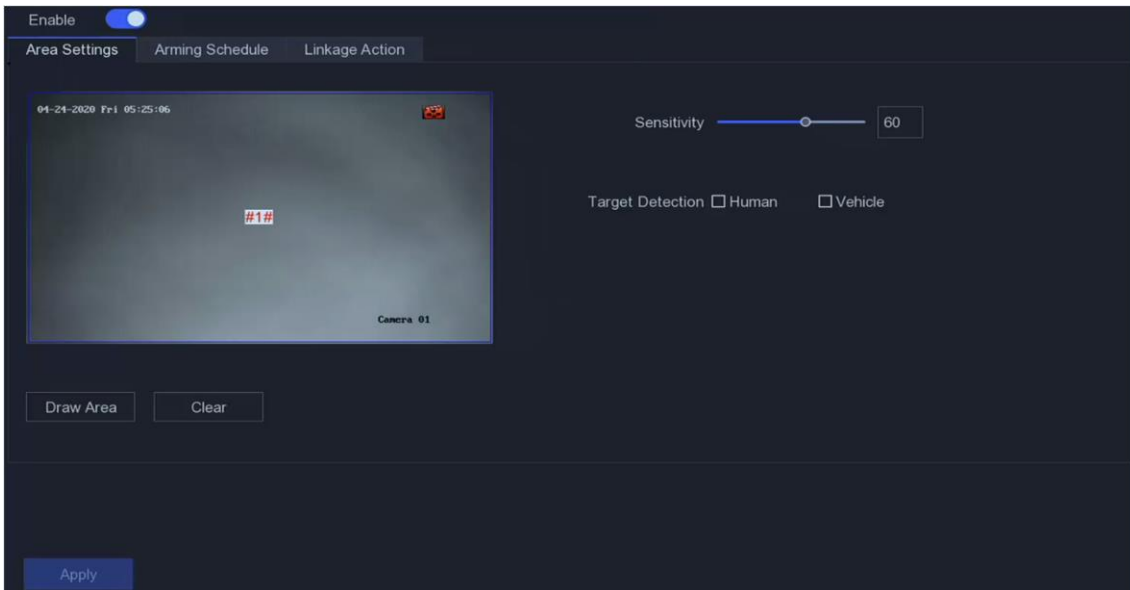 Enable
Area Settings Arming Schedule Linkage Action
04-24-2020 Fri 05:25:06
Sensitivity 60
Target Detection Human Vehicle
#1#
Camera 01
Draw Area Clear
Apply